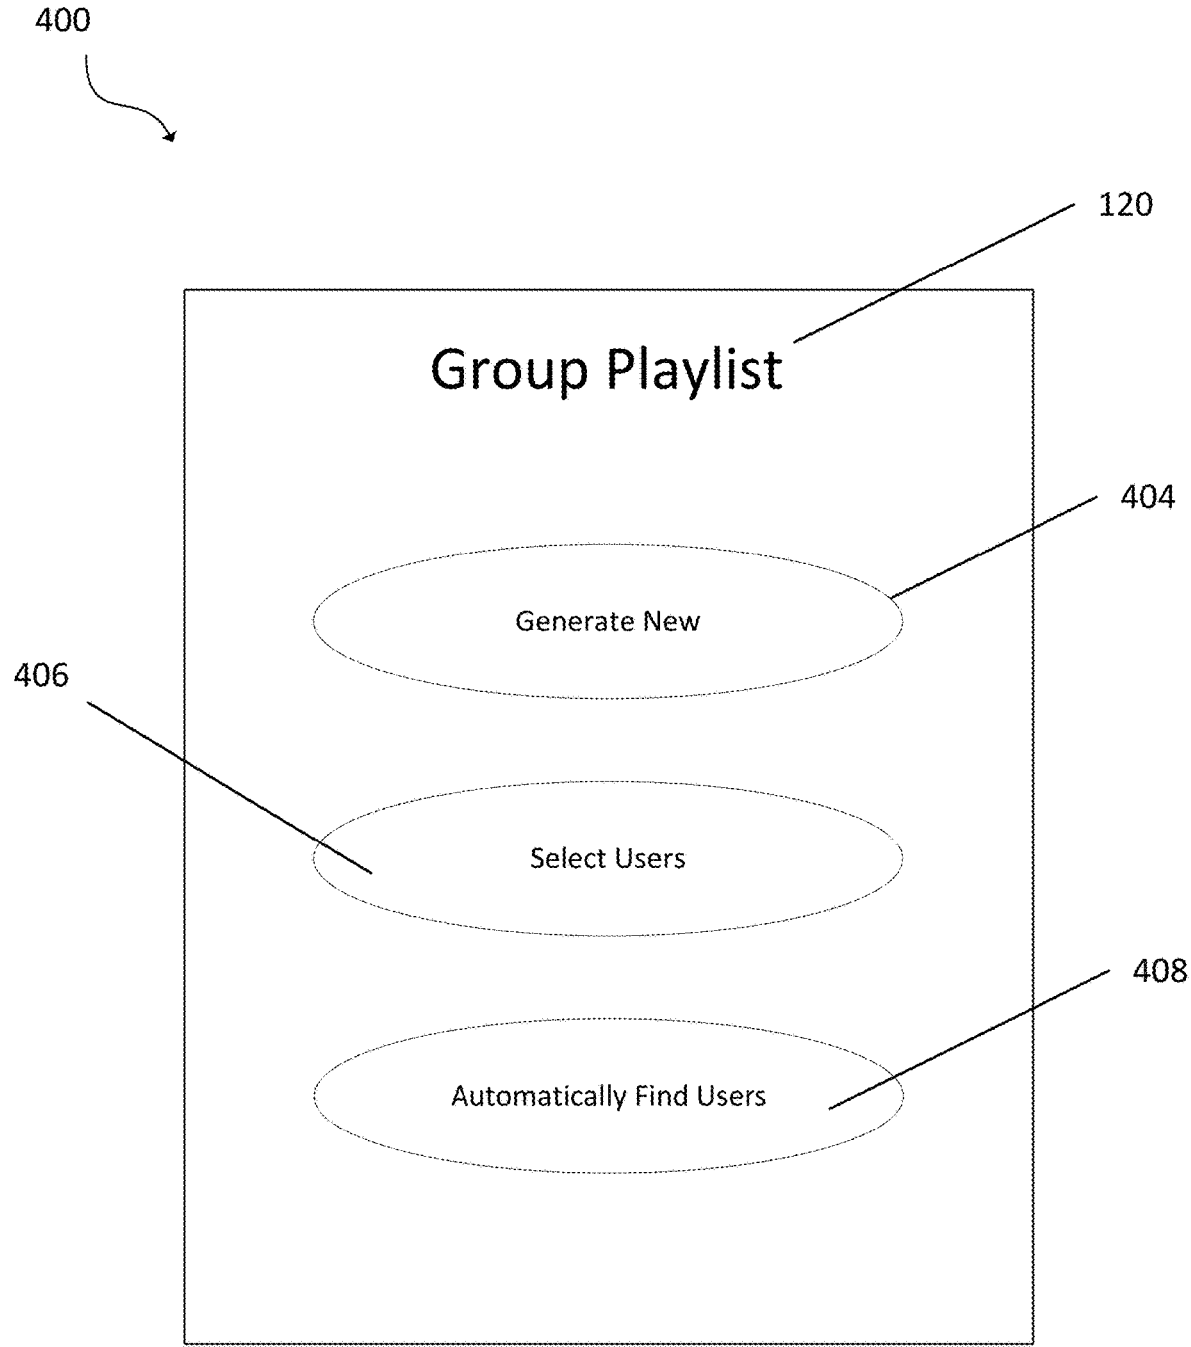 400
120
Group Playlist
404
Generate New
406
Select Users
408
Automatically Find Users